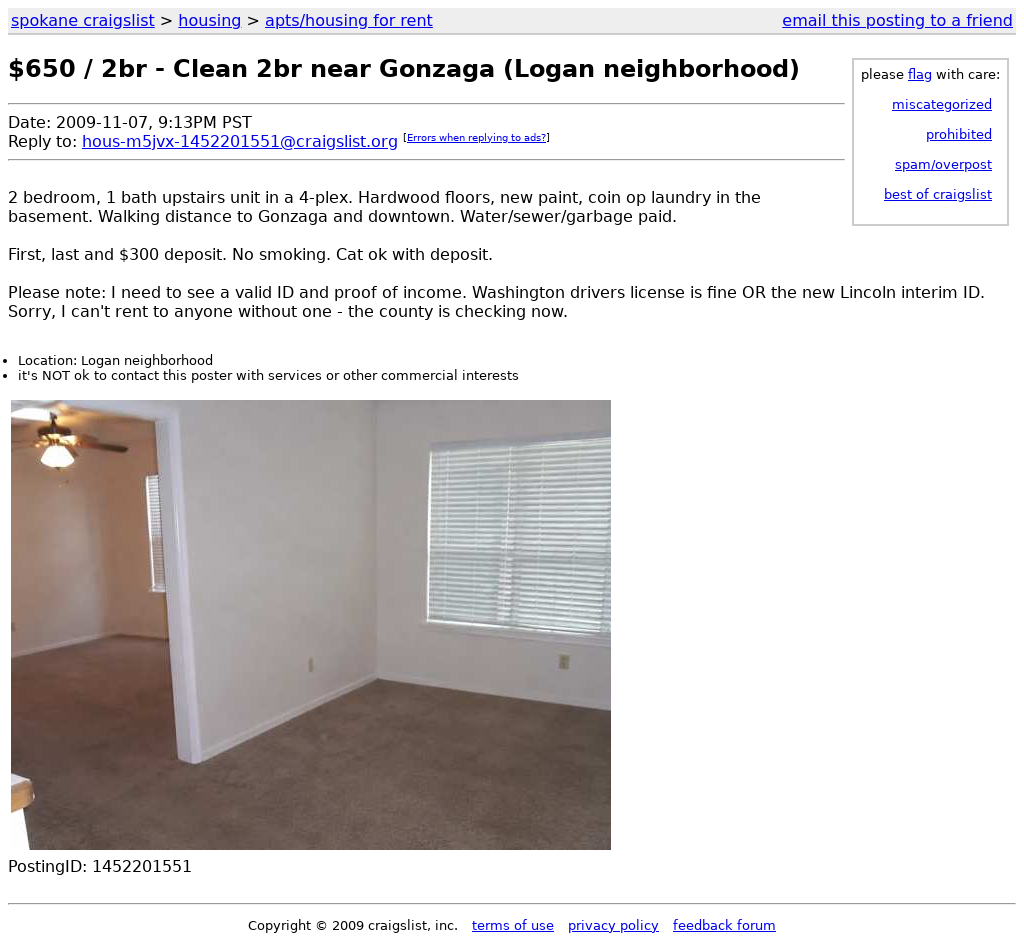 spokane craigslist > housing > apts/housing for rent
email this posting to a friend
$650 / 2br - Clean 2br near Gonzaga (Logan neighborhood)
please flag with care:
miscategorized
prohibited
spam/overpost
best of craigslist
Date: 2009-11-07, 9:13PM PST
Reply to: hous-m5jvx-1452201551@craigslist.org [Errors when replying to ads?]
2 bedroom, 1 bath upstairs unit in a 4-plex. Hardwood floors, new paint, coin op laundry in the
basement. Walking distance to Gonzaga and downtown. Water/sewer/garbage paid.
First, last and $300 deposit. No smoking. Cat ok with deposit.
Please note: I need to see a valid ID and proof of income. Washington drivers license is fine OR the new Lincoln interim ID.
Sorry, I can't rent to anyone without one - the county is checking now.
• Location: Logan neighborhood
• it's NOT ok to contact this poster with services or other commercial interests
PostingID: 1452201551
Copyright © 2009 craigslist, inc. terms of use privacy policy feedback forum